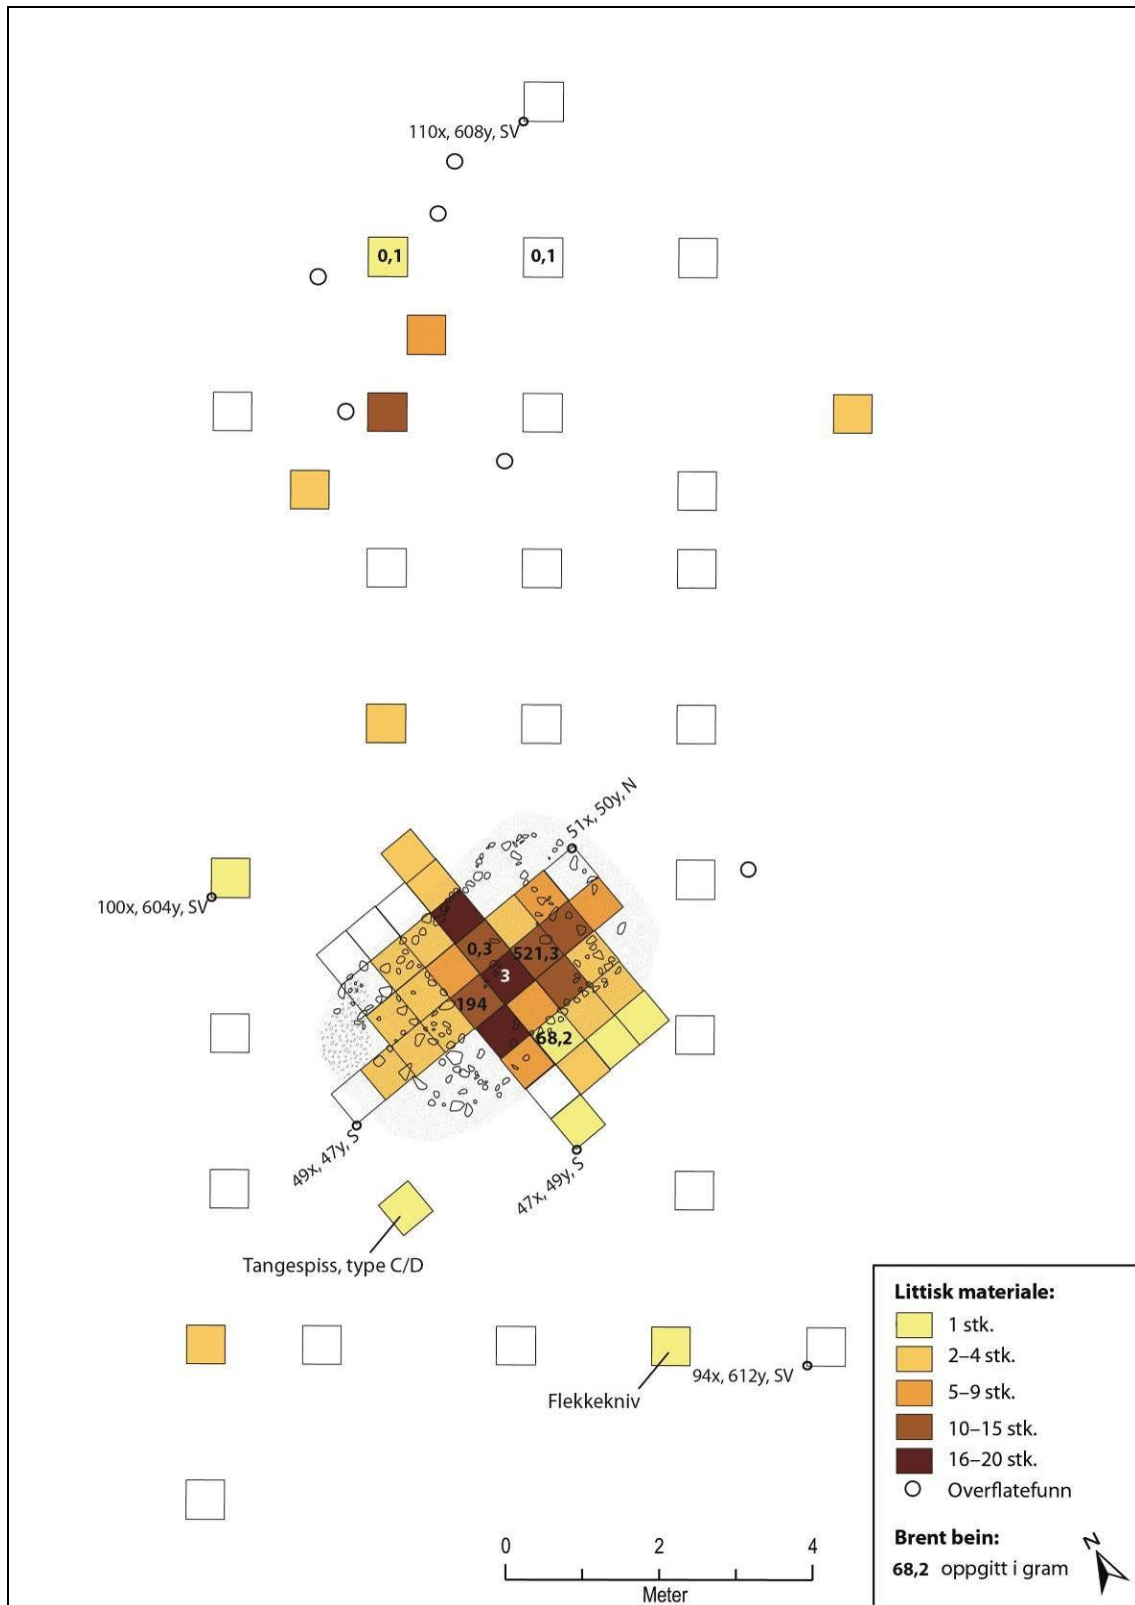 110x, 608y, SV
0,1
0,1
51x, 50y, N
100x, 604y, SV
0,3
521,3
3
194
68,2
49x, 47y, S
47x, 49y, S
Tangespiss, type C/D
94x, 612y, SV
Flekkekniv
Littisk materiale:
1 stk.
2–4 stk.
5–9 stk.
10–15 stk.
16–20 stk.
Overflatefunn
Brent bein:
68,2 oppgitt i gram
N
0 2 4
Meter